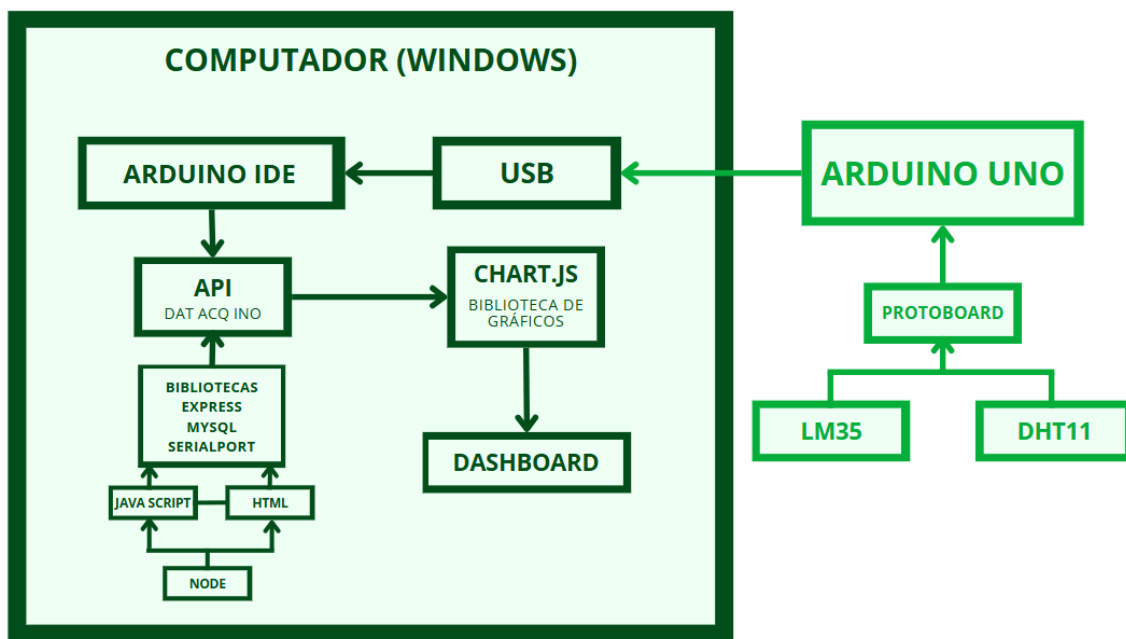 COMPUTADOR (WINDOWS)
ARDUINO IDE
USB
ARDUINO UNO
API
DAT ACQ INO
CHART.JS
BIBLIOTECA DE
GRÁFICOS
PROTOBOARD
BIBLIOTECAS
EXPRESS
MYSQL
SERIALPORT
LM35
DHT11
DASHBOARD
JAVA SCRIPT
HTML
NODE